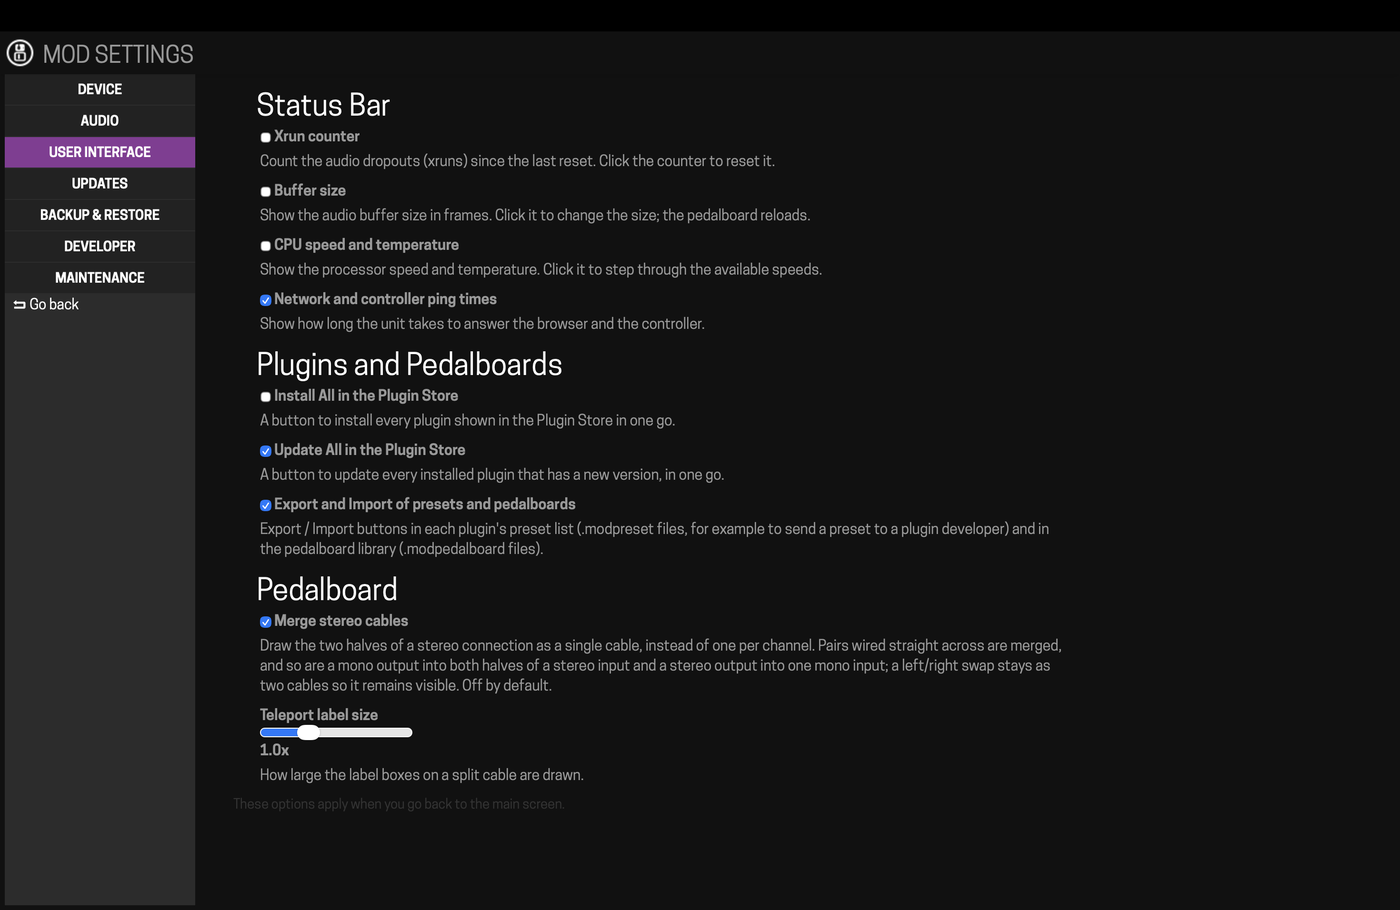 MOD SETTINGS
DEVICE
AUDIO
USER INTERFACE
UPDATES
BACKUP & RESTORE
DEVELOPER
MAINTENANCE
Go back
Status Bar
Xrun counter
Count the audio dropouts (xruns) since the last reset. Click the counter to reset it.
Buffer size
Show the audio buffer size in frames. Click it to change the size; the pedalboard reloads.
CPU speed and temperature
Show the processor speed and temperature. Click it to step through the available speeds.
Network and controller ping times
Show how long the unit takes to answer the browser and the controller.
Plugins and Pedalboards
Install All in the Plugin Store
A button to install every plugin shown in the Plugin Store in one go.
Update All in the Plugin Store
A button to update every installed plugin that has a new version, in one go.
Export and Import of presets and pedalboards
Export / Import buttons in each plugin's preset list (.modpreset files, for example to send a preset to a plugin developer) and in
the pedalboard library (.modpedalboard files).
Pedalboard
Merge stereo cables
Draw the two halves of a stereo connection as a single cable, instead of one per channel. Pairs wired straight across are merged,
and so are a mono output into both halves of a stereo input and a stereo output into one mono input; a left/right swap stays as
two cables so it remains visible. Off by default.
Teleport label size
1.0x
How large the label boxes on a split cable are drawn.
These options apply when you go back to the main screen.